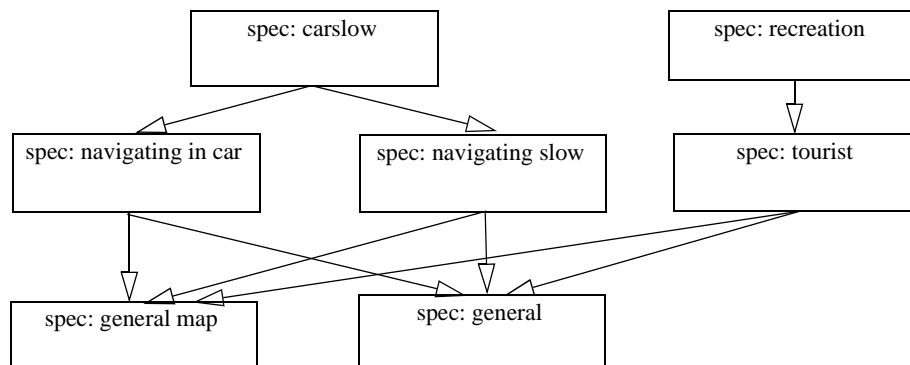 spec: carslow
spec: recreation
spec: navigating in car
spec: navigating slow
spec: tourist
spec: general map
spec: general